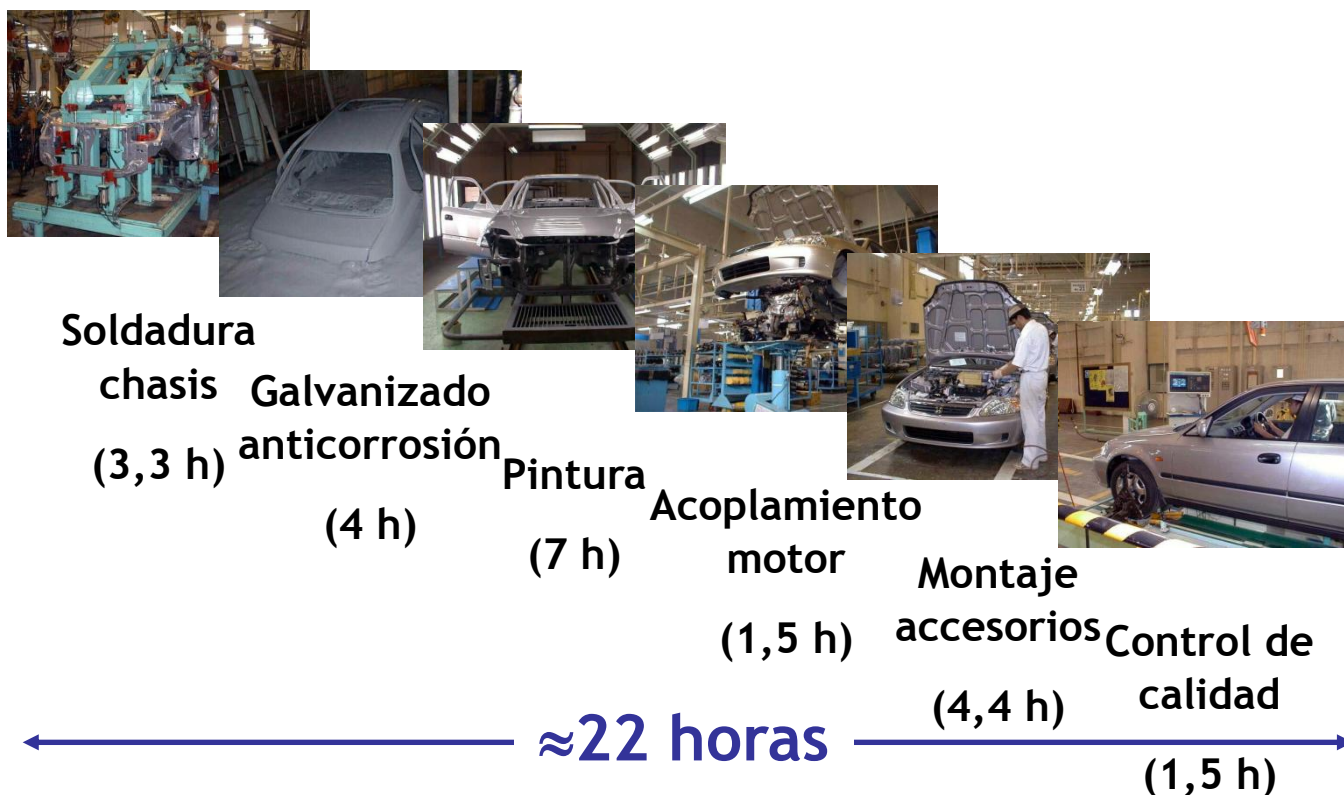 Soldadura
chasis
(3,3 h)
Galvanizado
anticorrosión
(4 h)
Pintura
(7 h)
Acoplamiento
motor
(1,5 h)
Montaje
accesorios
(4,4 h)
Control de
calidad
(1,5 h)
≈22 horas